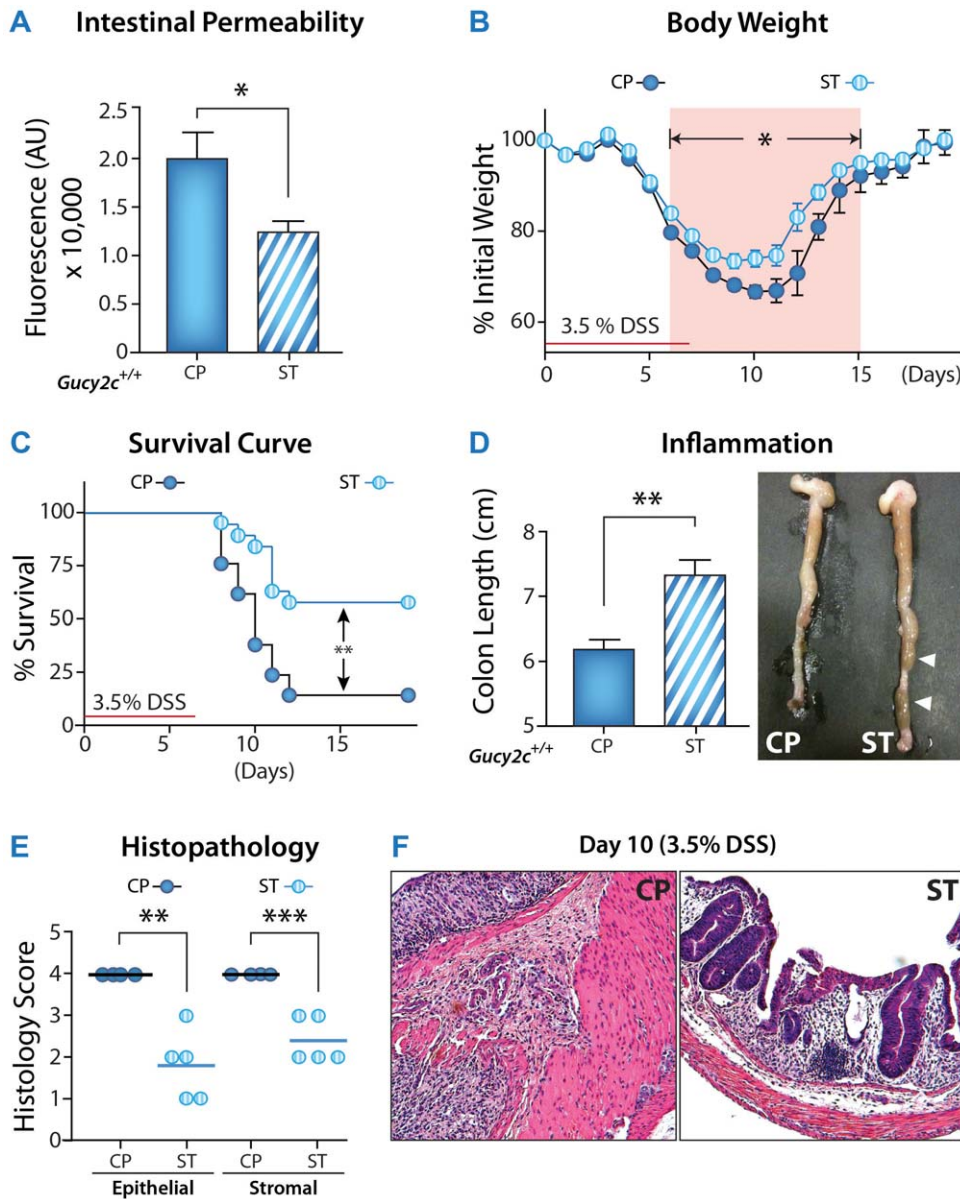 A Intestinal Permeability
Fluorescence (AU)
x 10,000
2.5
2.0
1.5
1.0
0.5
0
*
Gucy2c+/+ CP ST
B Body Weight
CP ST
% Initial Weight
100
80
60
*
3.5 % DSS
0 5 10 15 (Days)
C Survival Curve
CP ST
% Survival
100
75
50
25
0
**
3.5% DSS
0 5 10 15
(Days)
D Inflammation
Colon Length (cm)
8
7
6
5
**
Gucy2c+/+ CP ST
CP ST
E Histopathology
CP ST
** ***
Histology Score
5
4
3
2
1
0
CP ST CP ST
Epithelial Stromal
F Day 10 (3.5% DSS)
CP ST